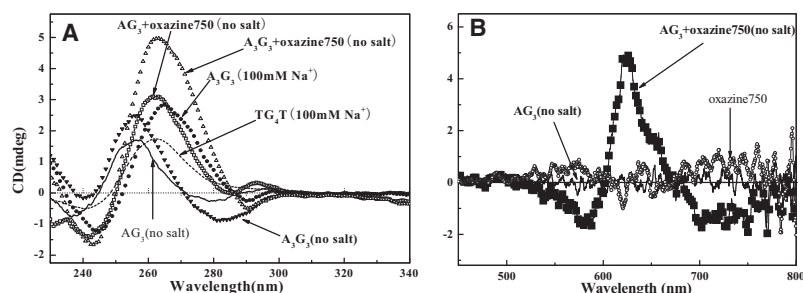 A
AG₃+oxazine750 (no salt)
A₃G₃+oxazine750 (no salt)
A₃G₃ (100mM Na⁺)
TG₄T (100mM Na⁺)
AG₃(no salt)
A₃G₃(no salt)
CD(mdeg)
5
4
3
2
1
0
-1
-2
240
260
280
300
320
340
Wavelength(nm)
B
AG₃+oxazine750(no salt)
AG₃(no salt)
oxazine750
6
4
2
0
-2
500
600
700
800
Wavelength (nm)